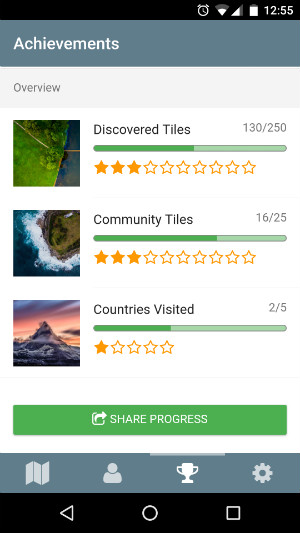 12:55
Achievements
Overview
Discovered Tiles 130/250
Community Tiles 16/25
Countries Visited 2/5
SHARE PROGRESS